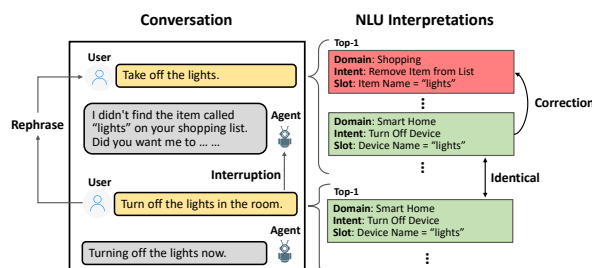 Conversation
NLU Interpretations
User
Take off the lights.
I didn't find the item called
“lights” on your shopping list.
Did you want me to ... ...
Agent
Rephrase
Interruption
User
Turn off the lights in the room.
Agent
Turning off the lights now.
Top-1
Domain: Shopping
Intent: Remove Item from List
Slot: Item Name = “lights”
⋮
Correction
Domain: Smart Home
Intent: Turn Off Device
Slot: Device Name = “lights”
⋮
Identical
Top-1
Domain: Smart Home
Intent: Turn Off Device
Slot: Device Name = “lights”
⋮